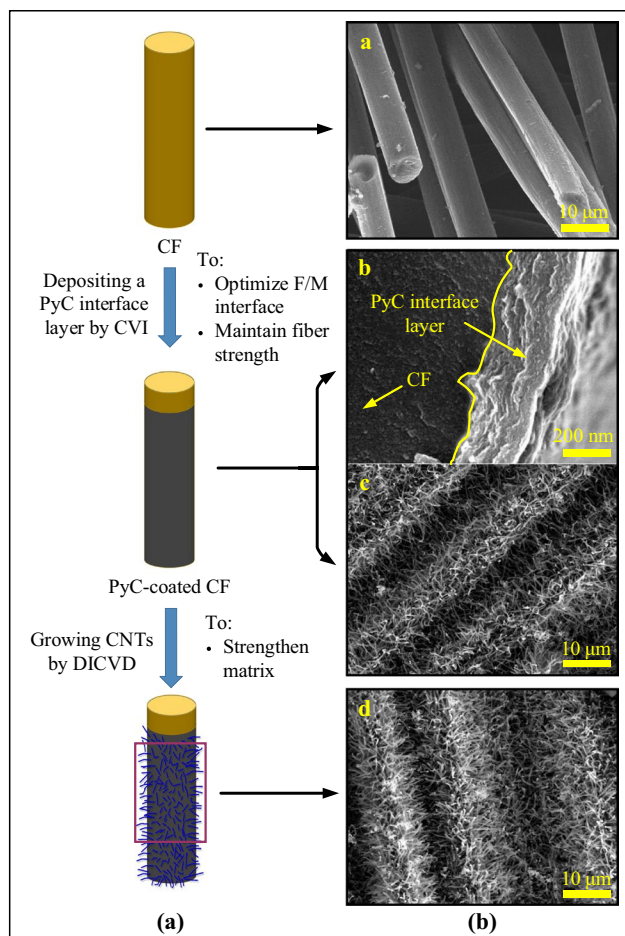 a
10 μm
CF
Depositing a
PyC interface
layer by CVI
To:
• Optimize F/M
interface
• Maintain fiber
strength
b
PyC interface
layer
CF
200 nm
c
10 μm
PyC-coated CF
Growing CNTs
by DICVD
To:
• Strengthen
matrix
d
10 μm
(a)
(b)